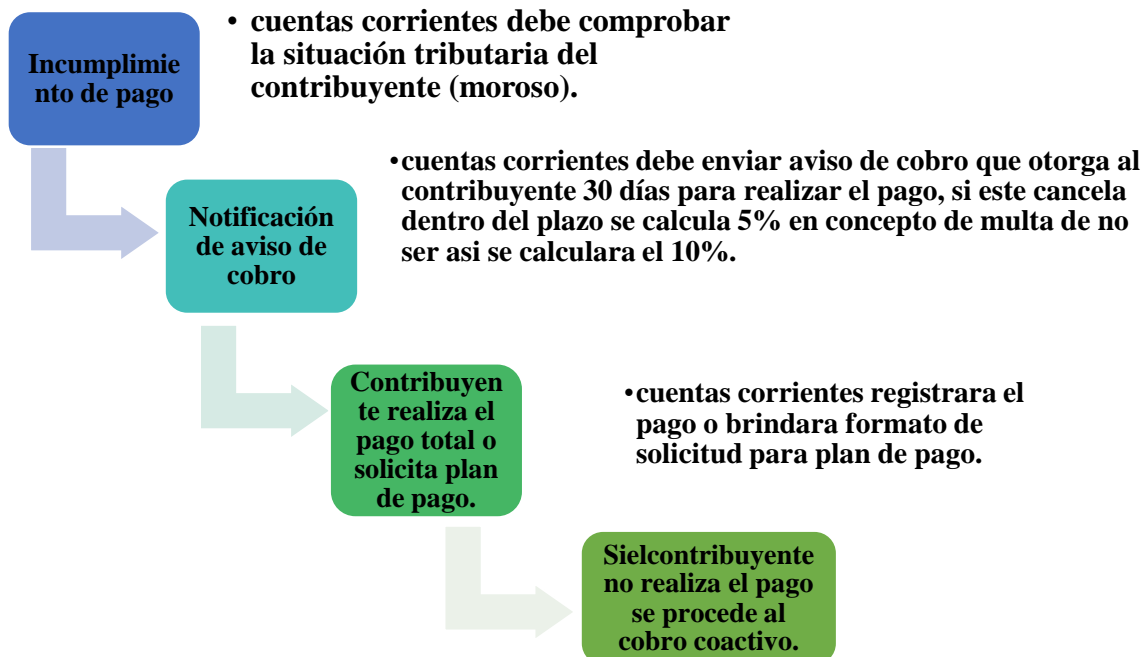 Incumplimie
nto de pago
• cuentas corrientes debe comprobar
la situación tributaria del
contribuyente (moroso).
Notificación
de aviso de
cobro
•cuentas corrientes debe enviar aviso de cobro que otorga al
contribuyente 30 días para realizar el pago, si este cancela
dentro del plazo se calcula 5% en concepto de multa de no
ser asi se calculara el 10%.
Contribuyen
te realiza el
pago total o
solicita plan
de pago.
•cuentas corrientes registrara el
pago o brindara formato de
solicitud para plan de pago.
Sielcontribuyente
no realiza el pago
se procede al
cobro coactivo.